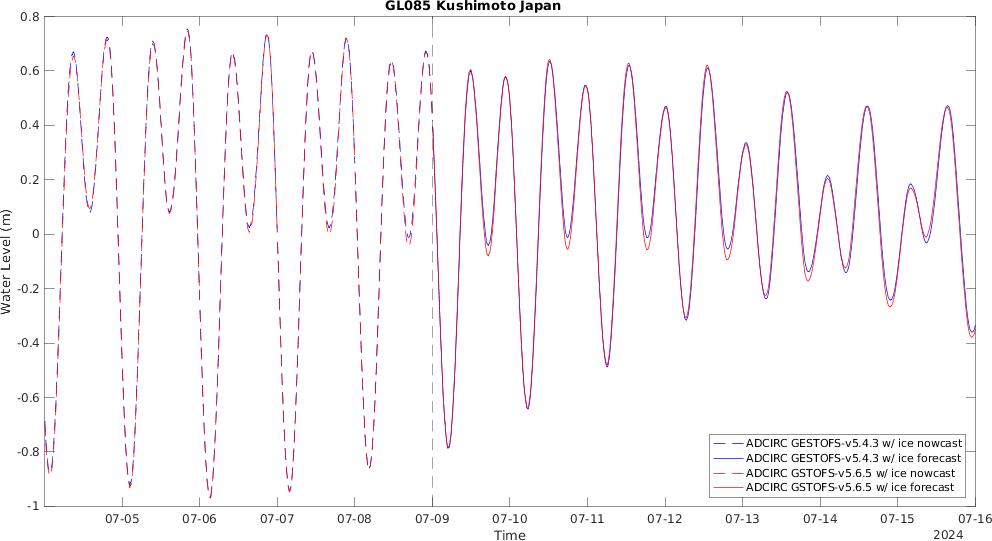 GL085 Kushimoto Japan
0.8
0.6
0.4
0.2
0
-0.2
-0.4
-0.6
-0.8
-1
Water Level (m)
ADCIRC GESTOFS-v5.4.3 w/ ice nowcast
ADCIRC GESTOFS-v5.4.3 w/ ice forecast
ADCIRC GSTOFS-v5.6.5 w/ ice nowcast
ADCIRC GSTOFS-v5.6.5 w/ ice forecast
07-05 07-06 07-07 07-08 07-09 07-10 07-11 07-12 07-13 07-14 07-15 07-16
Time
2024